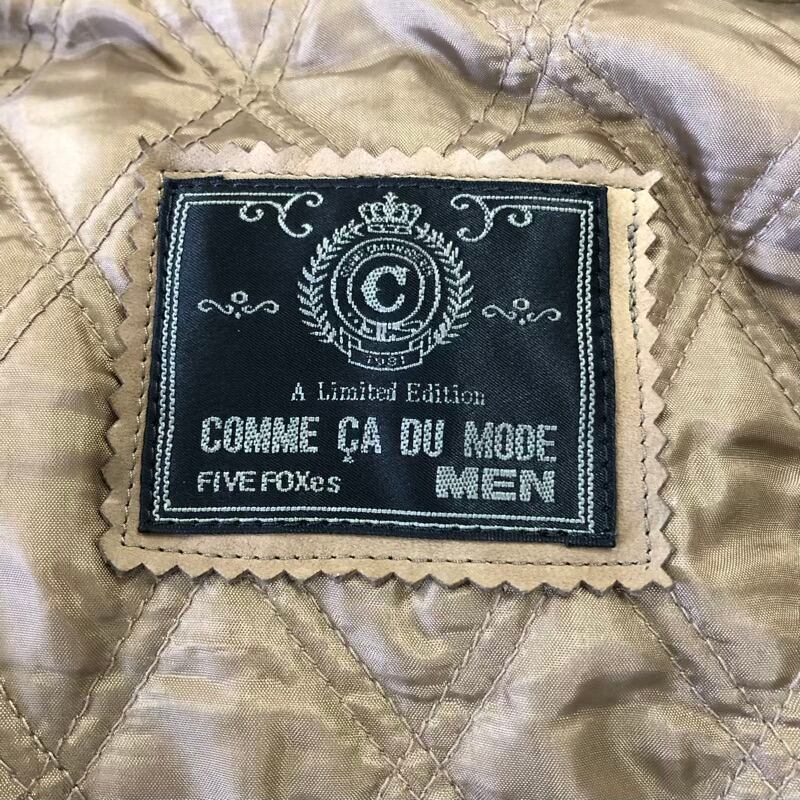 C
A Limited Edition
COMME ÇA DU MODE
FIVE FOXes
MEN